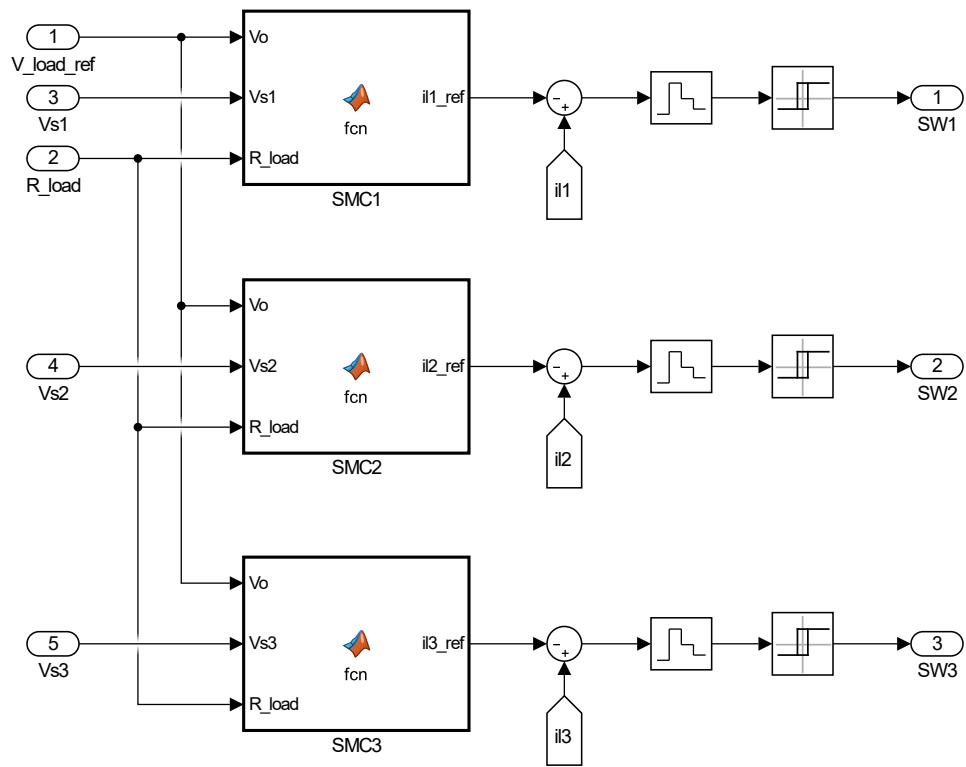 1
V_load_ref
3
Vs1
2
R_load
Vo
Vs1
R_load
fcn
il1_ref
SMC1
-
+
il1
1
SW1
4
Vs2
Vo
Vs2
R_load
fcn
il2_ref
SMC2
-
+
il2
2
SW2
5
Vs3
Vo
Vs3
R_load
fcn
il3_ref
SMC3
-
+
il3
3
SW3